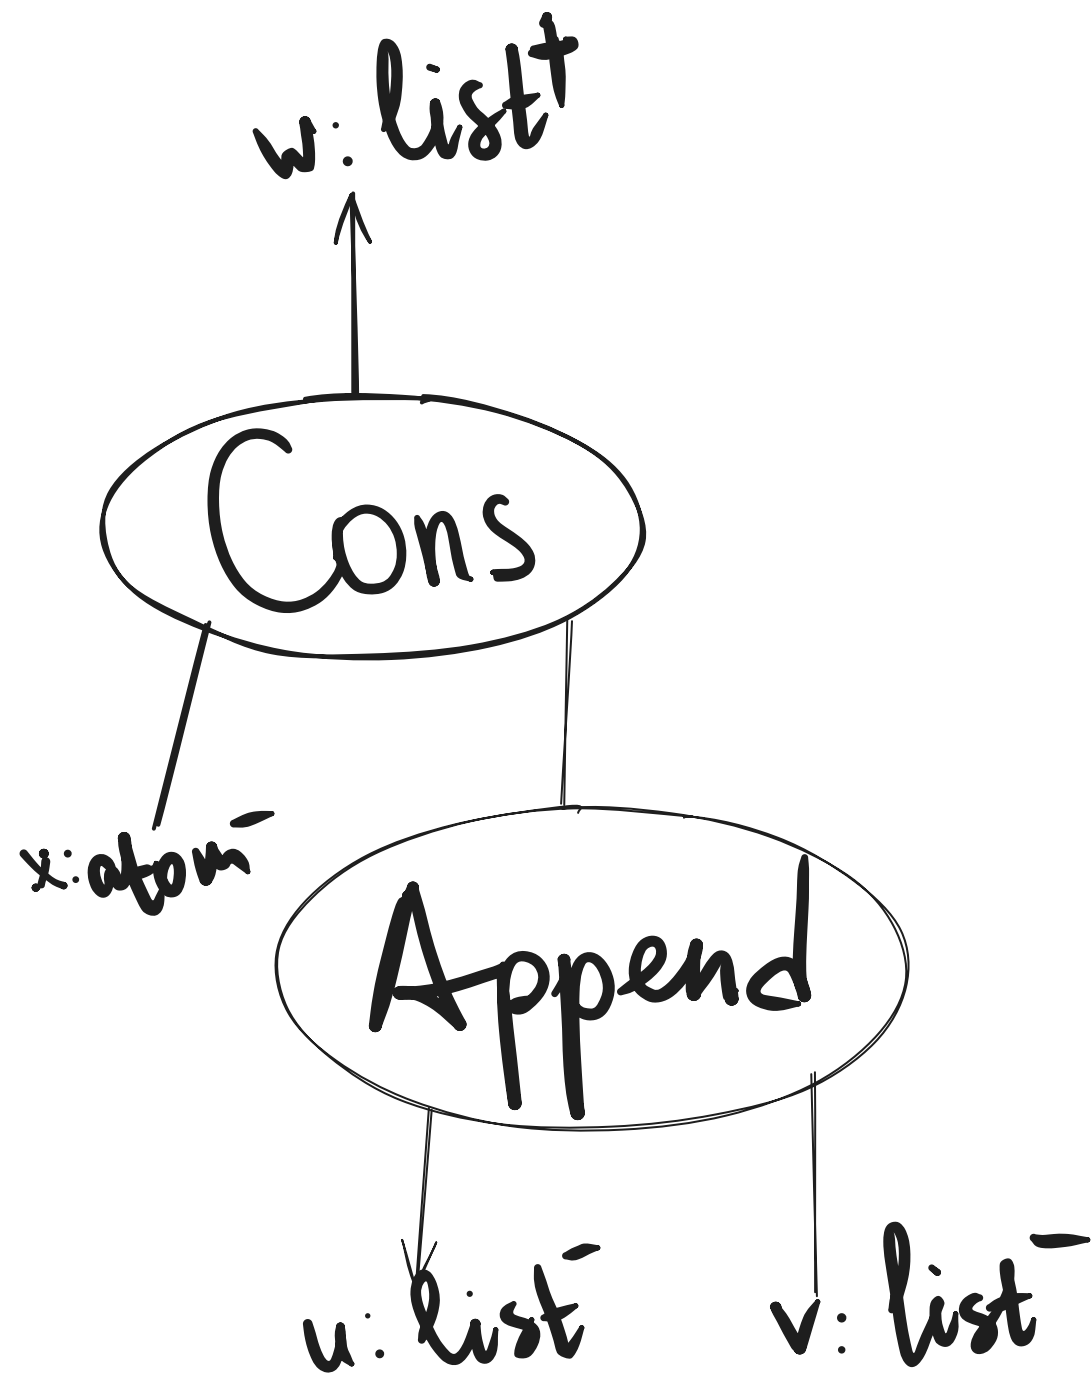 w: list⁺
Cons
x: atom⁻
Append
u: list⁻
v: list⁻